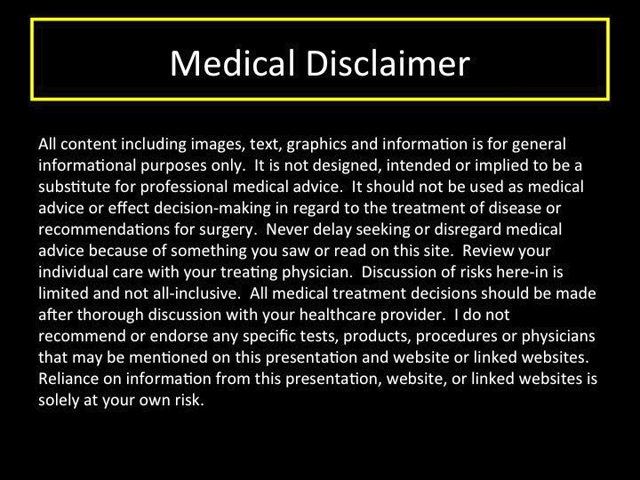 Medical Disclaimer
All content including images, text, graphics and information is for general
informational purposes only.  It is not designed, intended or implied to be a
substitute for professional medical advice.  It should not be used as medical
advice or effect decision-making in regard to the treatment of disease or
recommendations for surgery.  Never delay seeking or disregard medical
advice because of something you saw or read on this site.  Review your
individual care with your treating physician.  Discussion of risks here-in is
limited and not all-inclusive.  All medical treatment decisions should be made
after thorough discussion with your healthcare provider.  I do not
recommend or endorse any specific tests, products, procedures or physicians
that may be mentioned on this presentation and website or linked websites.
Reliance on information from this presentation, website, or linked websites is
solely at your own risk.